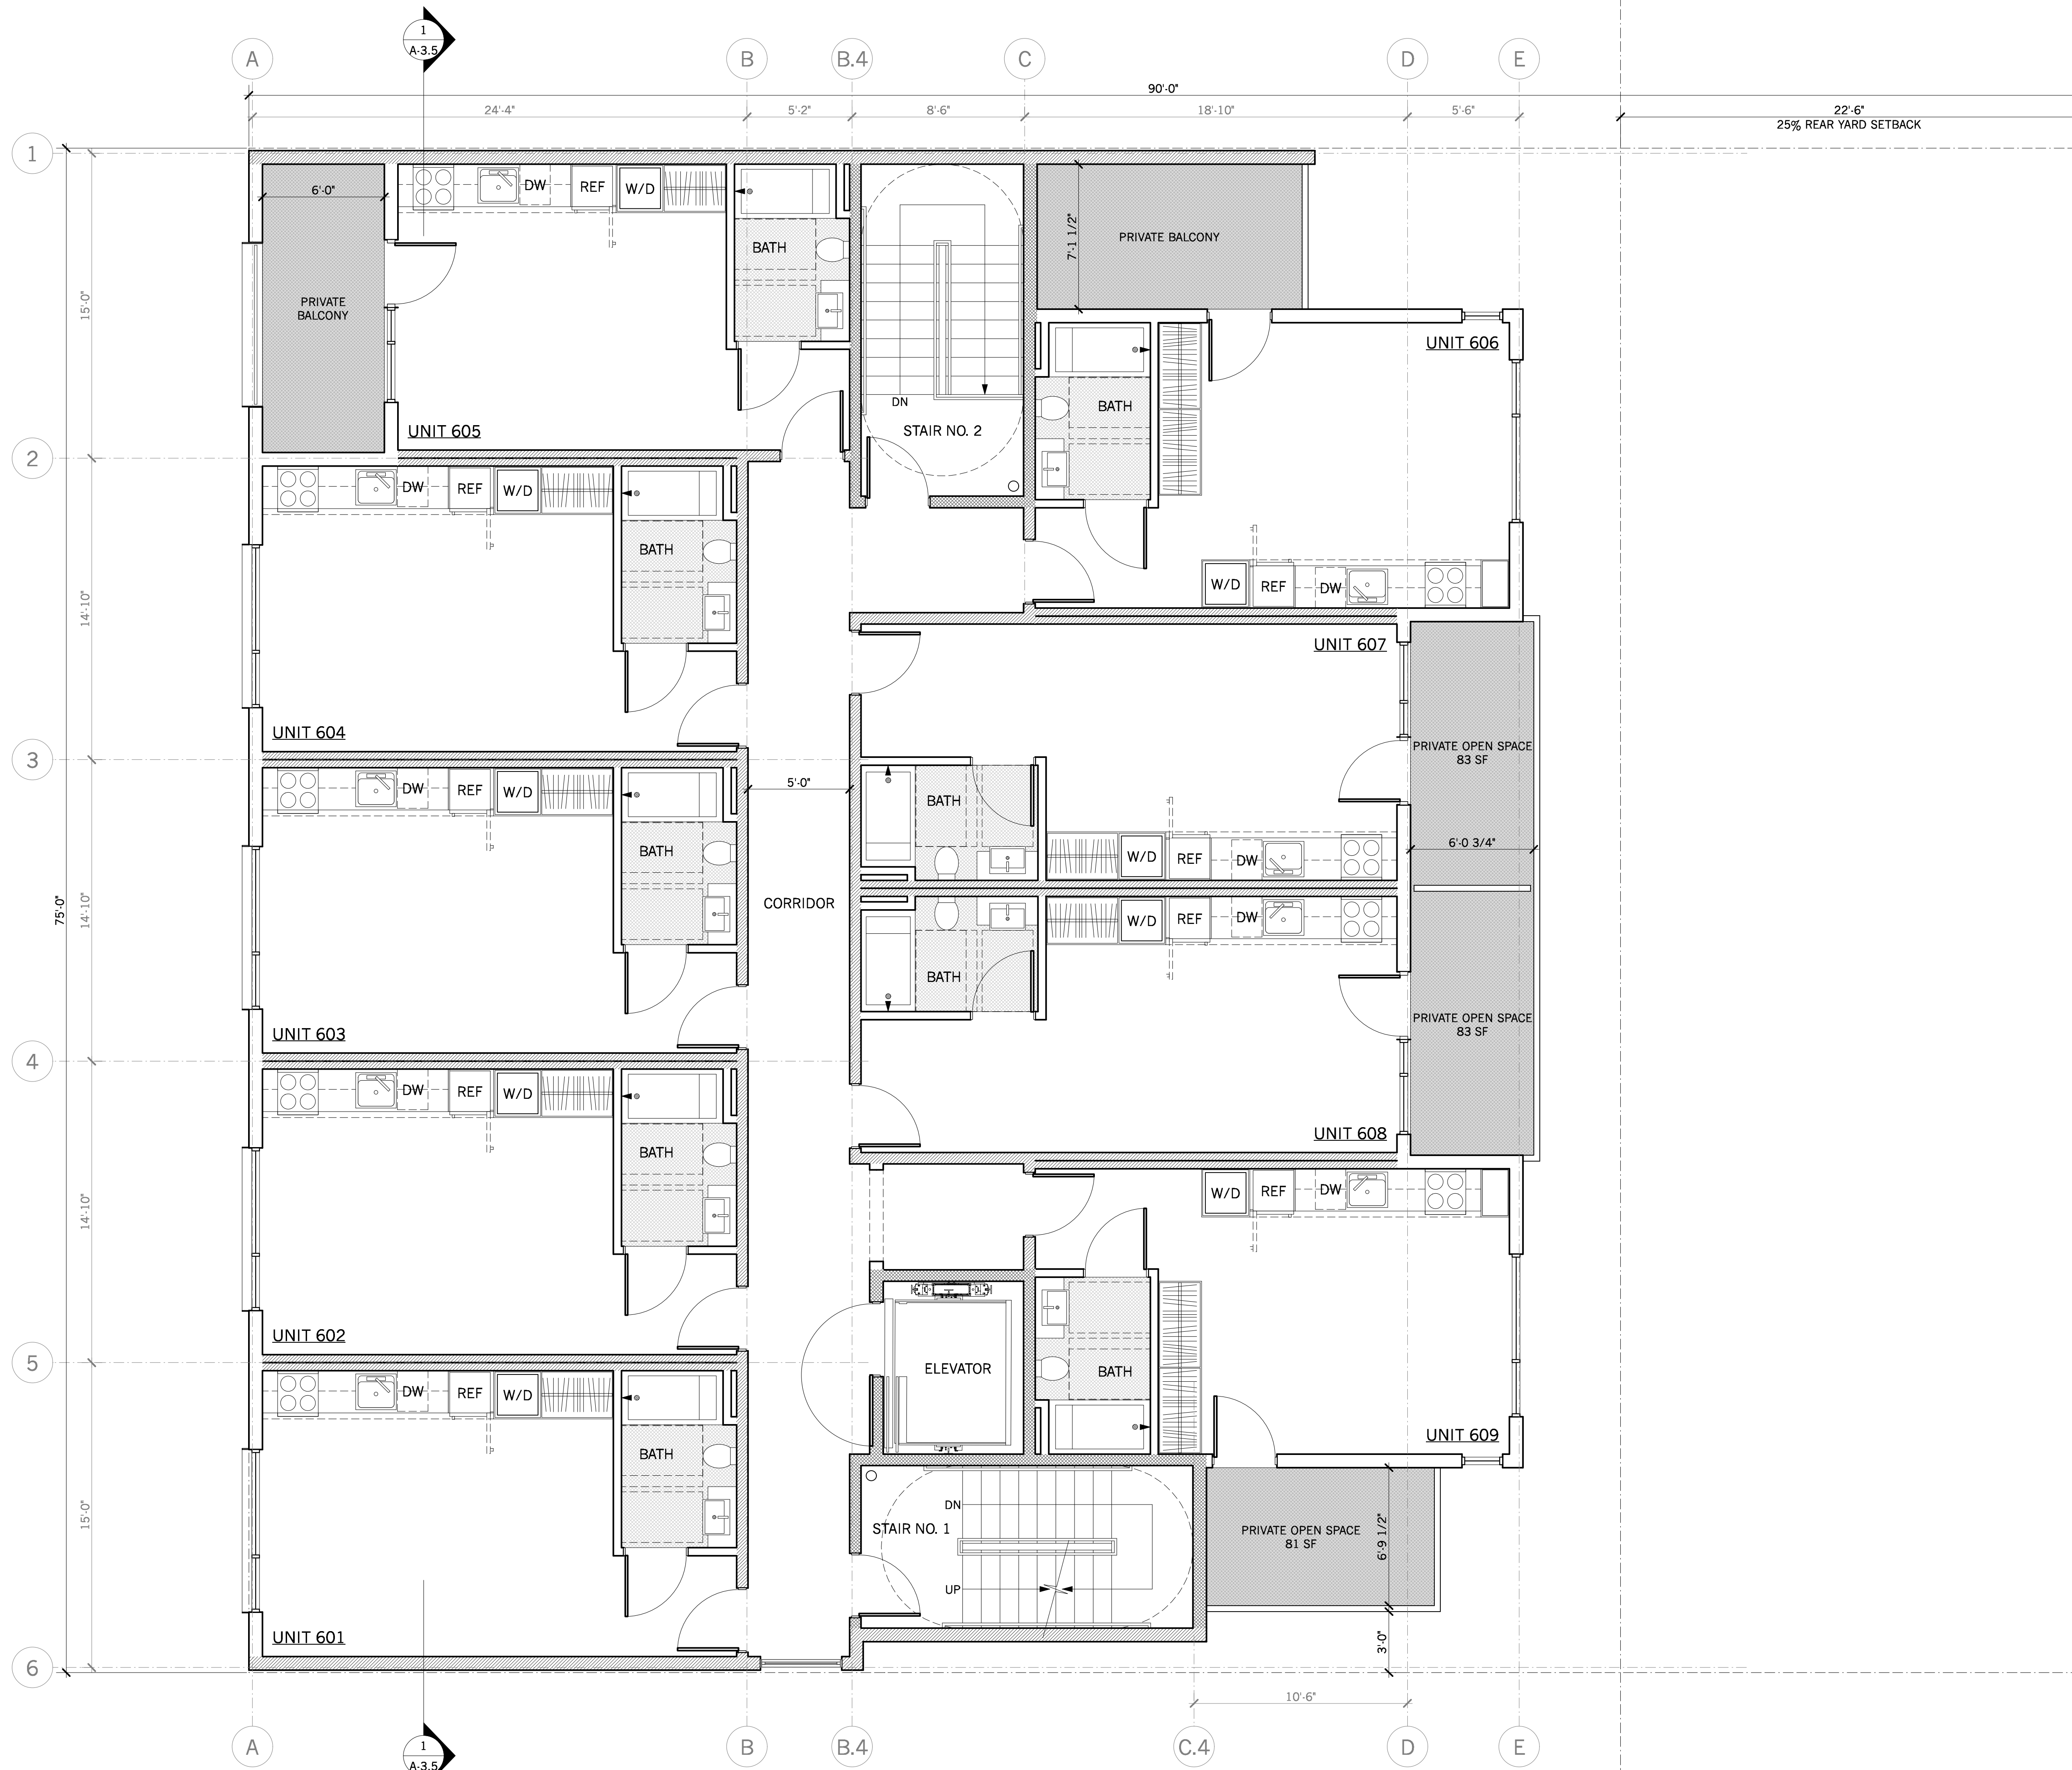 1
A-3.5
A
B
B.4
C
D
E
90'-0"
24'-4"
5'-2"
8'-6"
18'-10"
5'-6"
22'-6"
25% REAR YARD SETBACK
1
6'-0"
DW
REF
W/D
BATH
PRIVATE
BALCONY
UNIT 605
15'-0"
DN
STAIR NO. 2
7'-1 1/2"
PRIVATE BALCONY
UNIT 606
BATH
W/D
REF
DW
2
DW
REF
W/D
BATH
UNIT 604
14'-10"
UNIT 607
PRIVATE OPEN SPACE
83 SF
6'-0 3/4"
BATH
W/D
REF
DW
3
5'-0"
DW
REF
W/D
BATH
UNIT 603
14'-10"
75'-0"
CORRIDOR
W/D
REF
DW
BATH
PRIVATE OPEN SPACE
83 SF
UNIT 608
4
DW
REF
W/D
BATH
UNIT 602
14'-10"
W/D
REF
DW
ELEVATOR
BATH
UNIT 609
5
DW
REF
W/D
BATH
UNIT 601
15'-0"
DN
STAIR NO. 1
UP
PRIVATE OPEN SPACE
81 SF
6'-9 1/2"
3'-0"
6
10'-6"
A
B
B.4
C.4
D
E
1
A-3.5